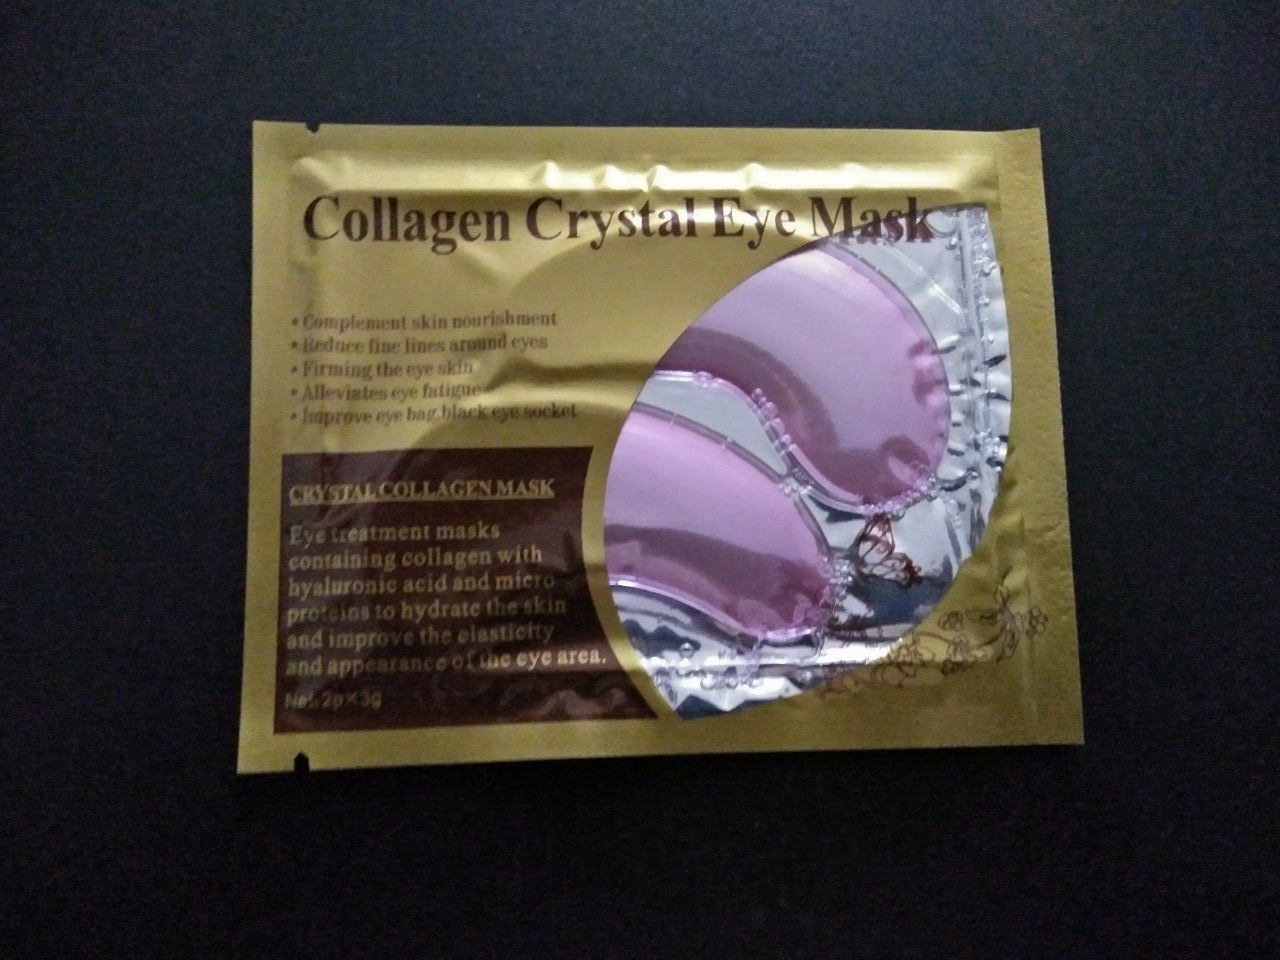 Collagen Crystal Eye Mask
• Complement skin nourishment
• Reduce fine lines around eyes
• Firming the eye skin
• Alleviates eye fatigue
• Improve eye bag.black eye socket
CRYSTAL COLLAGEN MASK
Eye treatment masks
containing collagen with
hyaluronic acid and micro
proteins to hydrate the skin
and improve the elasticity
and appearance of the eye area.
Net: 2p×3g